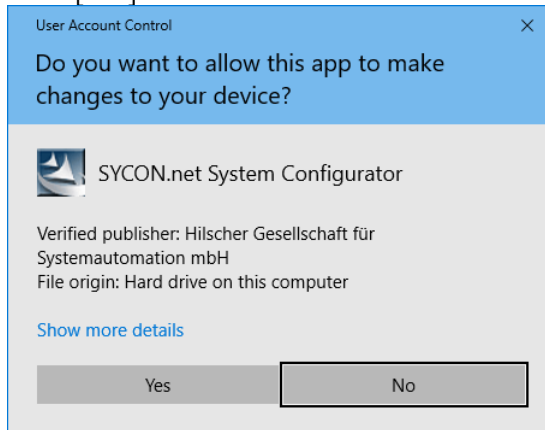 User Account Control
Do you want to allow this app to make
changes to your device?
SYCON.net System Configurator
Verified publisher: Hilscher Gesellschaft für
Systemautomation mbH
File origin: Hard drive on this computer
Show more details
Yes
No